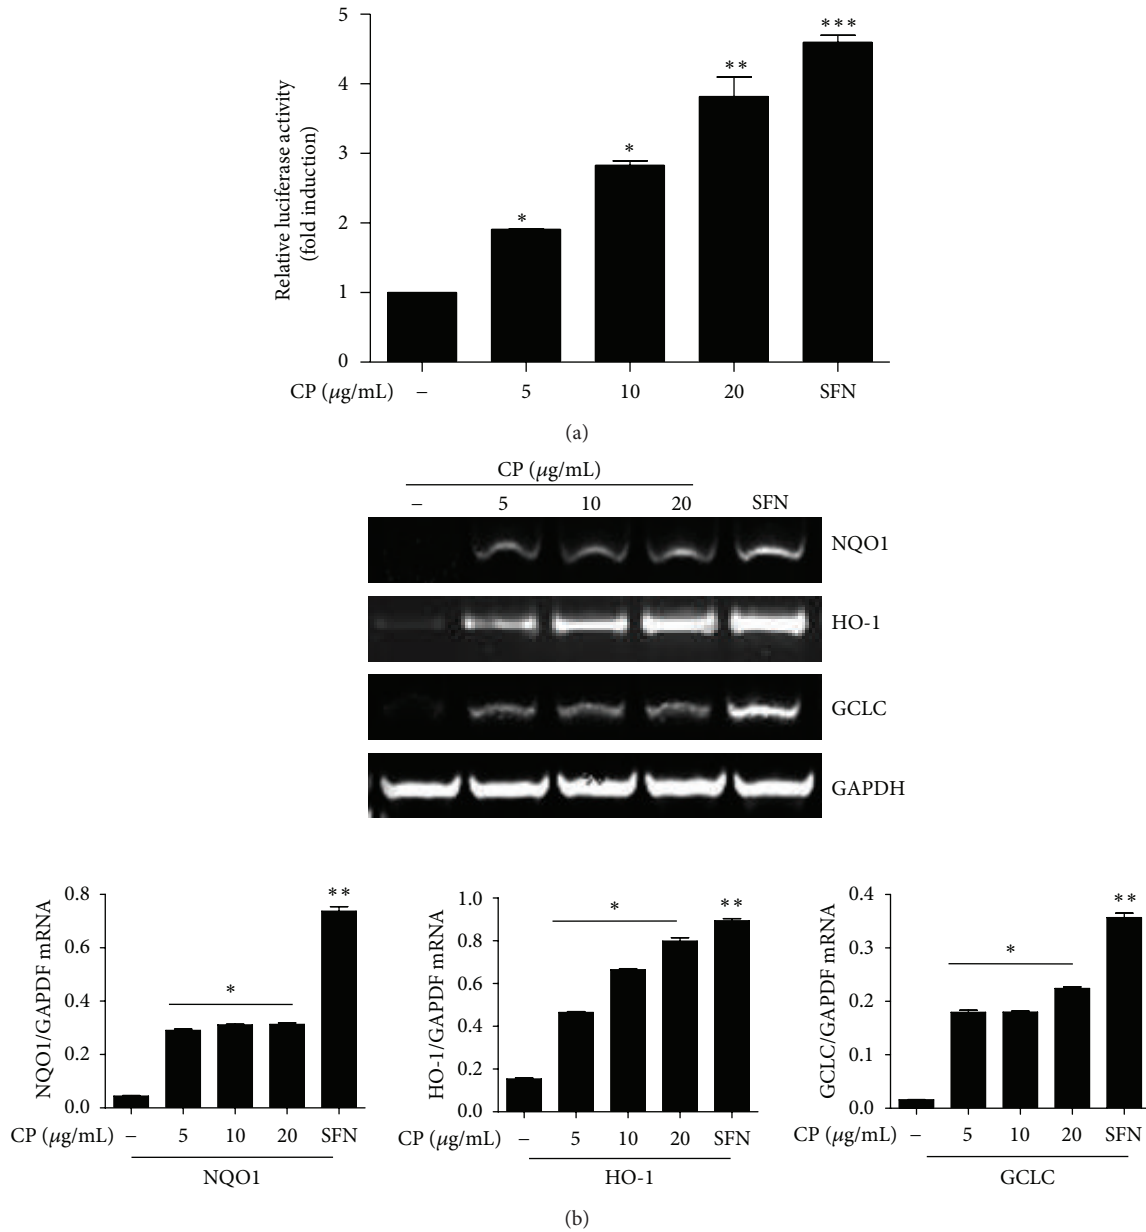 Relative luciferase activity
(fold induction)
5
4
3
2
1
0
*
*
**
***
CP (μg/mL) – 5 10 20 SFN
(a)
CP (μg/mL)
– 5 10 20 SFN
NQO1
HO-1
GCLC
GAPDH
NQO1/GAPDF mRNA
0.8
0.6
0.4
0.2
0.0
*
**
CP (μg/mL) – 5 10 20 SFN
NQO1
HO-1/GAPDF mRNA
1.0
0.8
0.6
0.4
0.2
0.0
*
**
CP (μg/mL) – 5 10 20 SFN
HO-1
GCLC/GAPDF mRNA
0.4
0.3
0.2
0.1
0.0
*
**
CP (μg/mL) – 5 10 20 SFN
GCLC
(b)